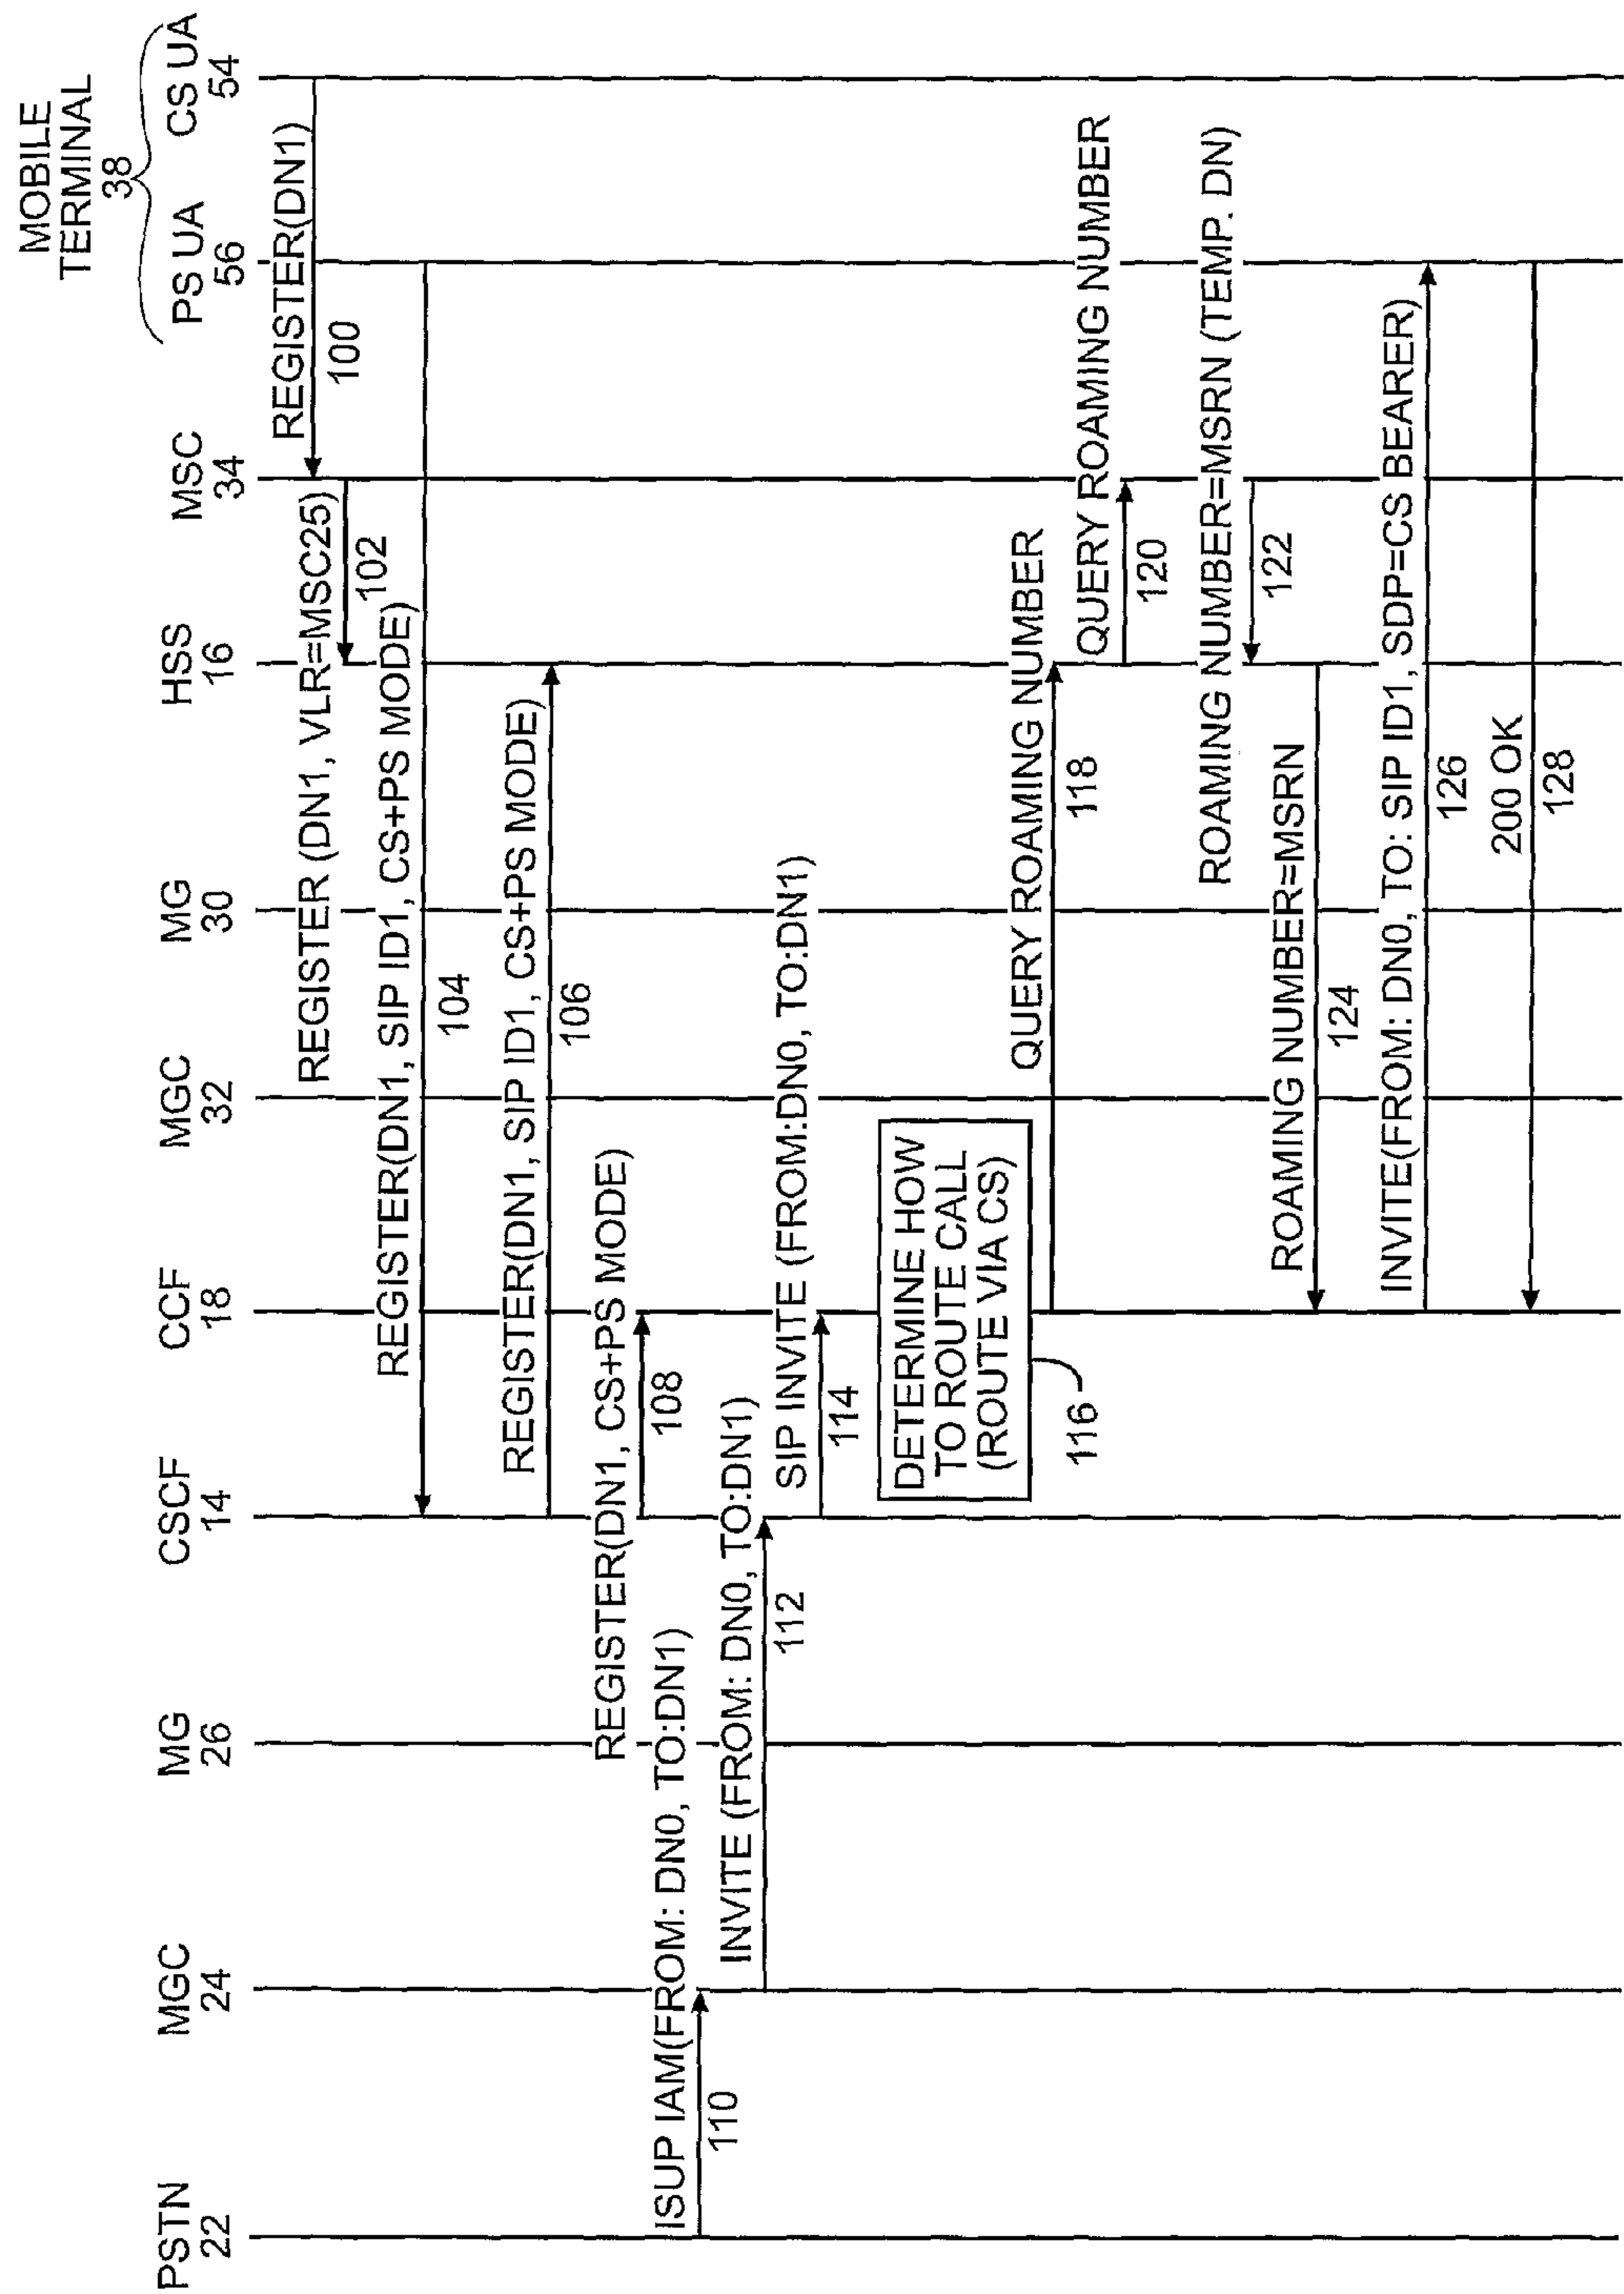 MOBILE
TERMINAL
38
PSTN
22
MGC
24
MG
26
CSCF
14
CCF
18
MGC
32
MG
30
HSS
16
MSC
34
PS UA
56
CS UA
54
REGISTER(DN1)
100
REGISTER (DN1, VLR=MSC25)
102
REGISTER(DN1, SIP ID1, CS+PS MODE)
104
REGISTER(DN1, SIP ID1, CS+PS MODE)
106
REGISTER(DN1, CS+PS MODE)
108
ISUP IAM(FROM: DN0, TO:DN1)
110
INVITE (FROM: DN0, TO:DN1)
112
SIP INVITE (FROM:DN0, TO:DN1)
114
DETERMINE HOW
TO ROUTE CALL
(ROUTE VIA CS)
116
QUERY ROAMING NUMBER
118
QUERY ROAMING NUMBER
120
ROAMING NUMBER=MSRN (TEMP. DN)
122
ROAMING NUMBER=MSRN
124
INVITE(FROM: DN0, TO: SIP ID1, SDP=CS BEARER)
126
200 OK
128